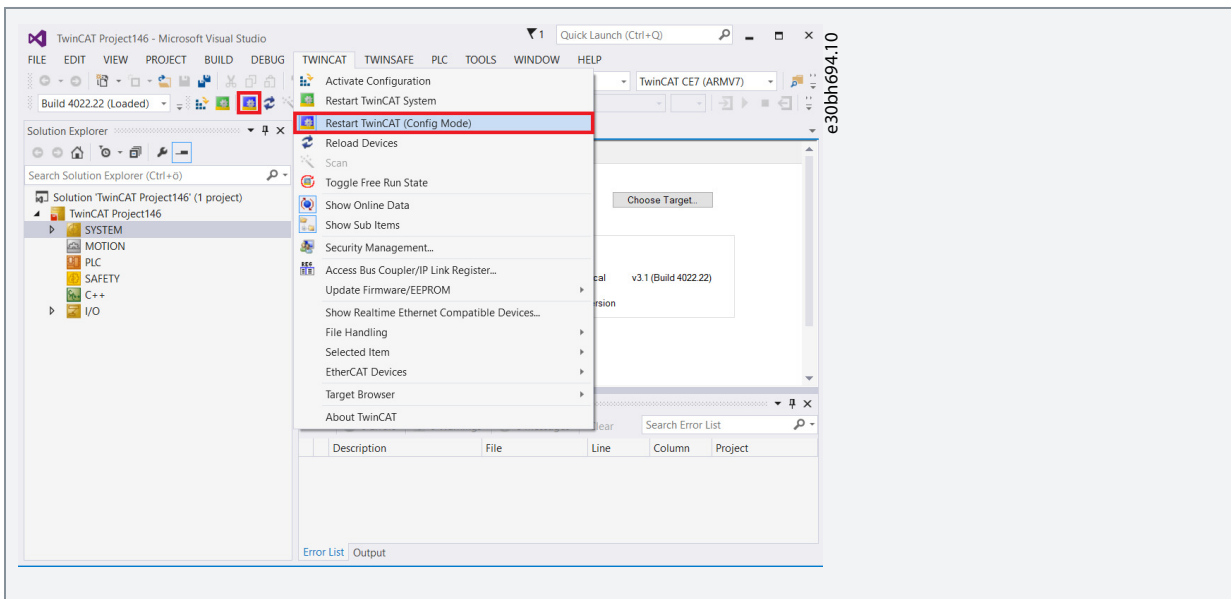 TwinCAT Project146 - Microsoft Visual Studio
1
Quick Launch (Ctrl+Q)
FILE EDIT VIEW PROJECT BUILD DEBUG TWINCAT TWINSAFE PLC TOOLS WINDOW HELP
TwinCAT CE7 (ARMV7)
Build 4022.22 (Loaded)
Activate Configuration
Restart TwinCAT System
Restart TwinCAT (Config Mode)
Reload Devices
Scan
Toggle Free Run State
Show Online Data
Show Sub Items
Security Management...
REG
Access Bus Coupler/IP Link Register...
Update Firmware/EEPROM
Show Realtime Ethernet Compatible Devices...
File Handling
Selected Item
EtherCAT Devices
Target Browser
About TwinCAT
Solution Explorer
Search Solution Explorer (Ctrl+ö)
Solution 'TwinCAT Project146' (1 project)
TwinCAT Project146
SYSTEM
MOTION
PLC
SAFETY
C++
I/O
Choose Target...
v3.1 (Build 4022.22)
Search Error List
Description File Line Column Project
Error List Output
e30bh694.10